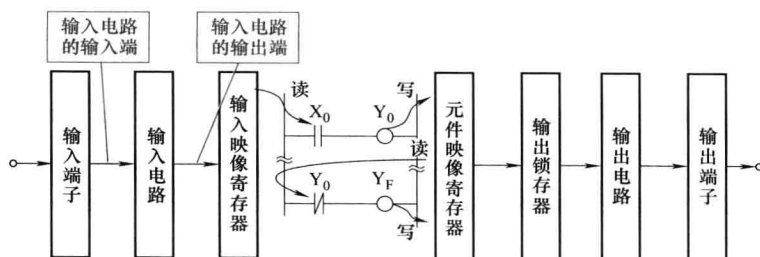 输入电路
的输入端
输入电路
的输出端
输入端子
输入电路
输入映像寄存器
读
X0
Y0
写
读
Y0
YF
写
元件映像寄存器
输出锁存器
输出电路
输出端子